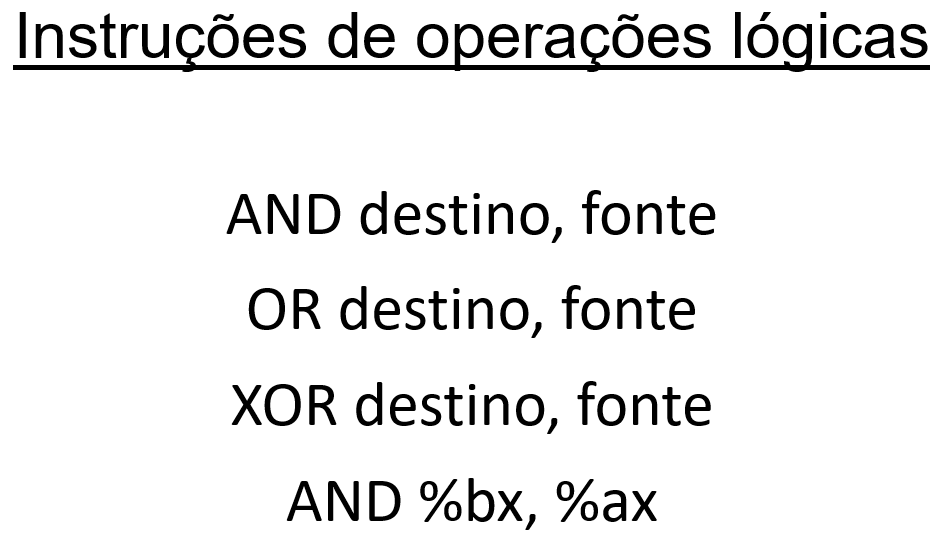 Instruções de operações lógicas
AND destino, fonte
OR destino, fonte
XOR destino, fonte
AND %bx, %ax